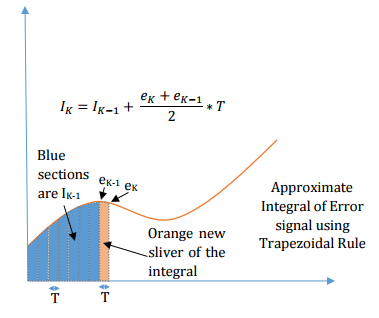 I_K = I_{K−1} + \frac{e_K + e_{K−1}}{2} * T
Blue
sections
are I_{K-1}
e_{K-1} e_K
Orange new
sliver of the
integral
Approximate
Integral of Error
signal using
Trapezoidal Rule
T
T